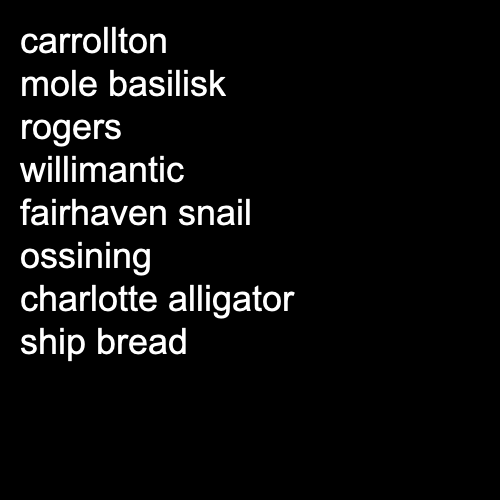 carrollton
mole basilisk
rogers
willimantic
fairhaven snail
ossining
charlotte alligator
ship bread